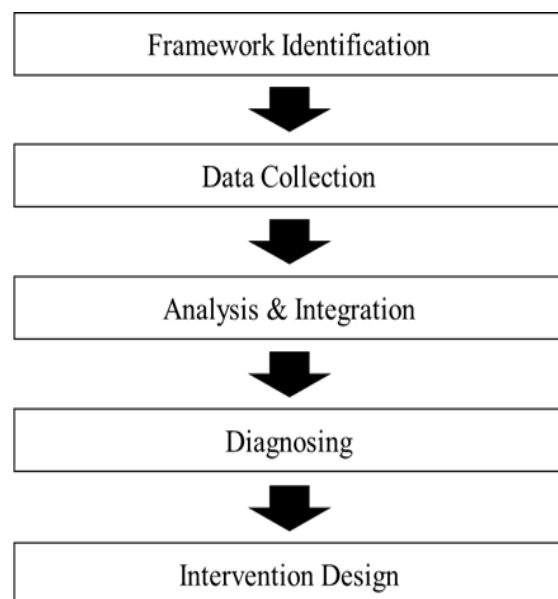 Framework Identification
Data Collection
Analysis & Integration
Diagnosing
Intervention Design